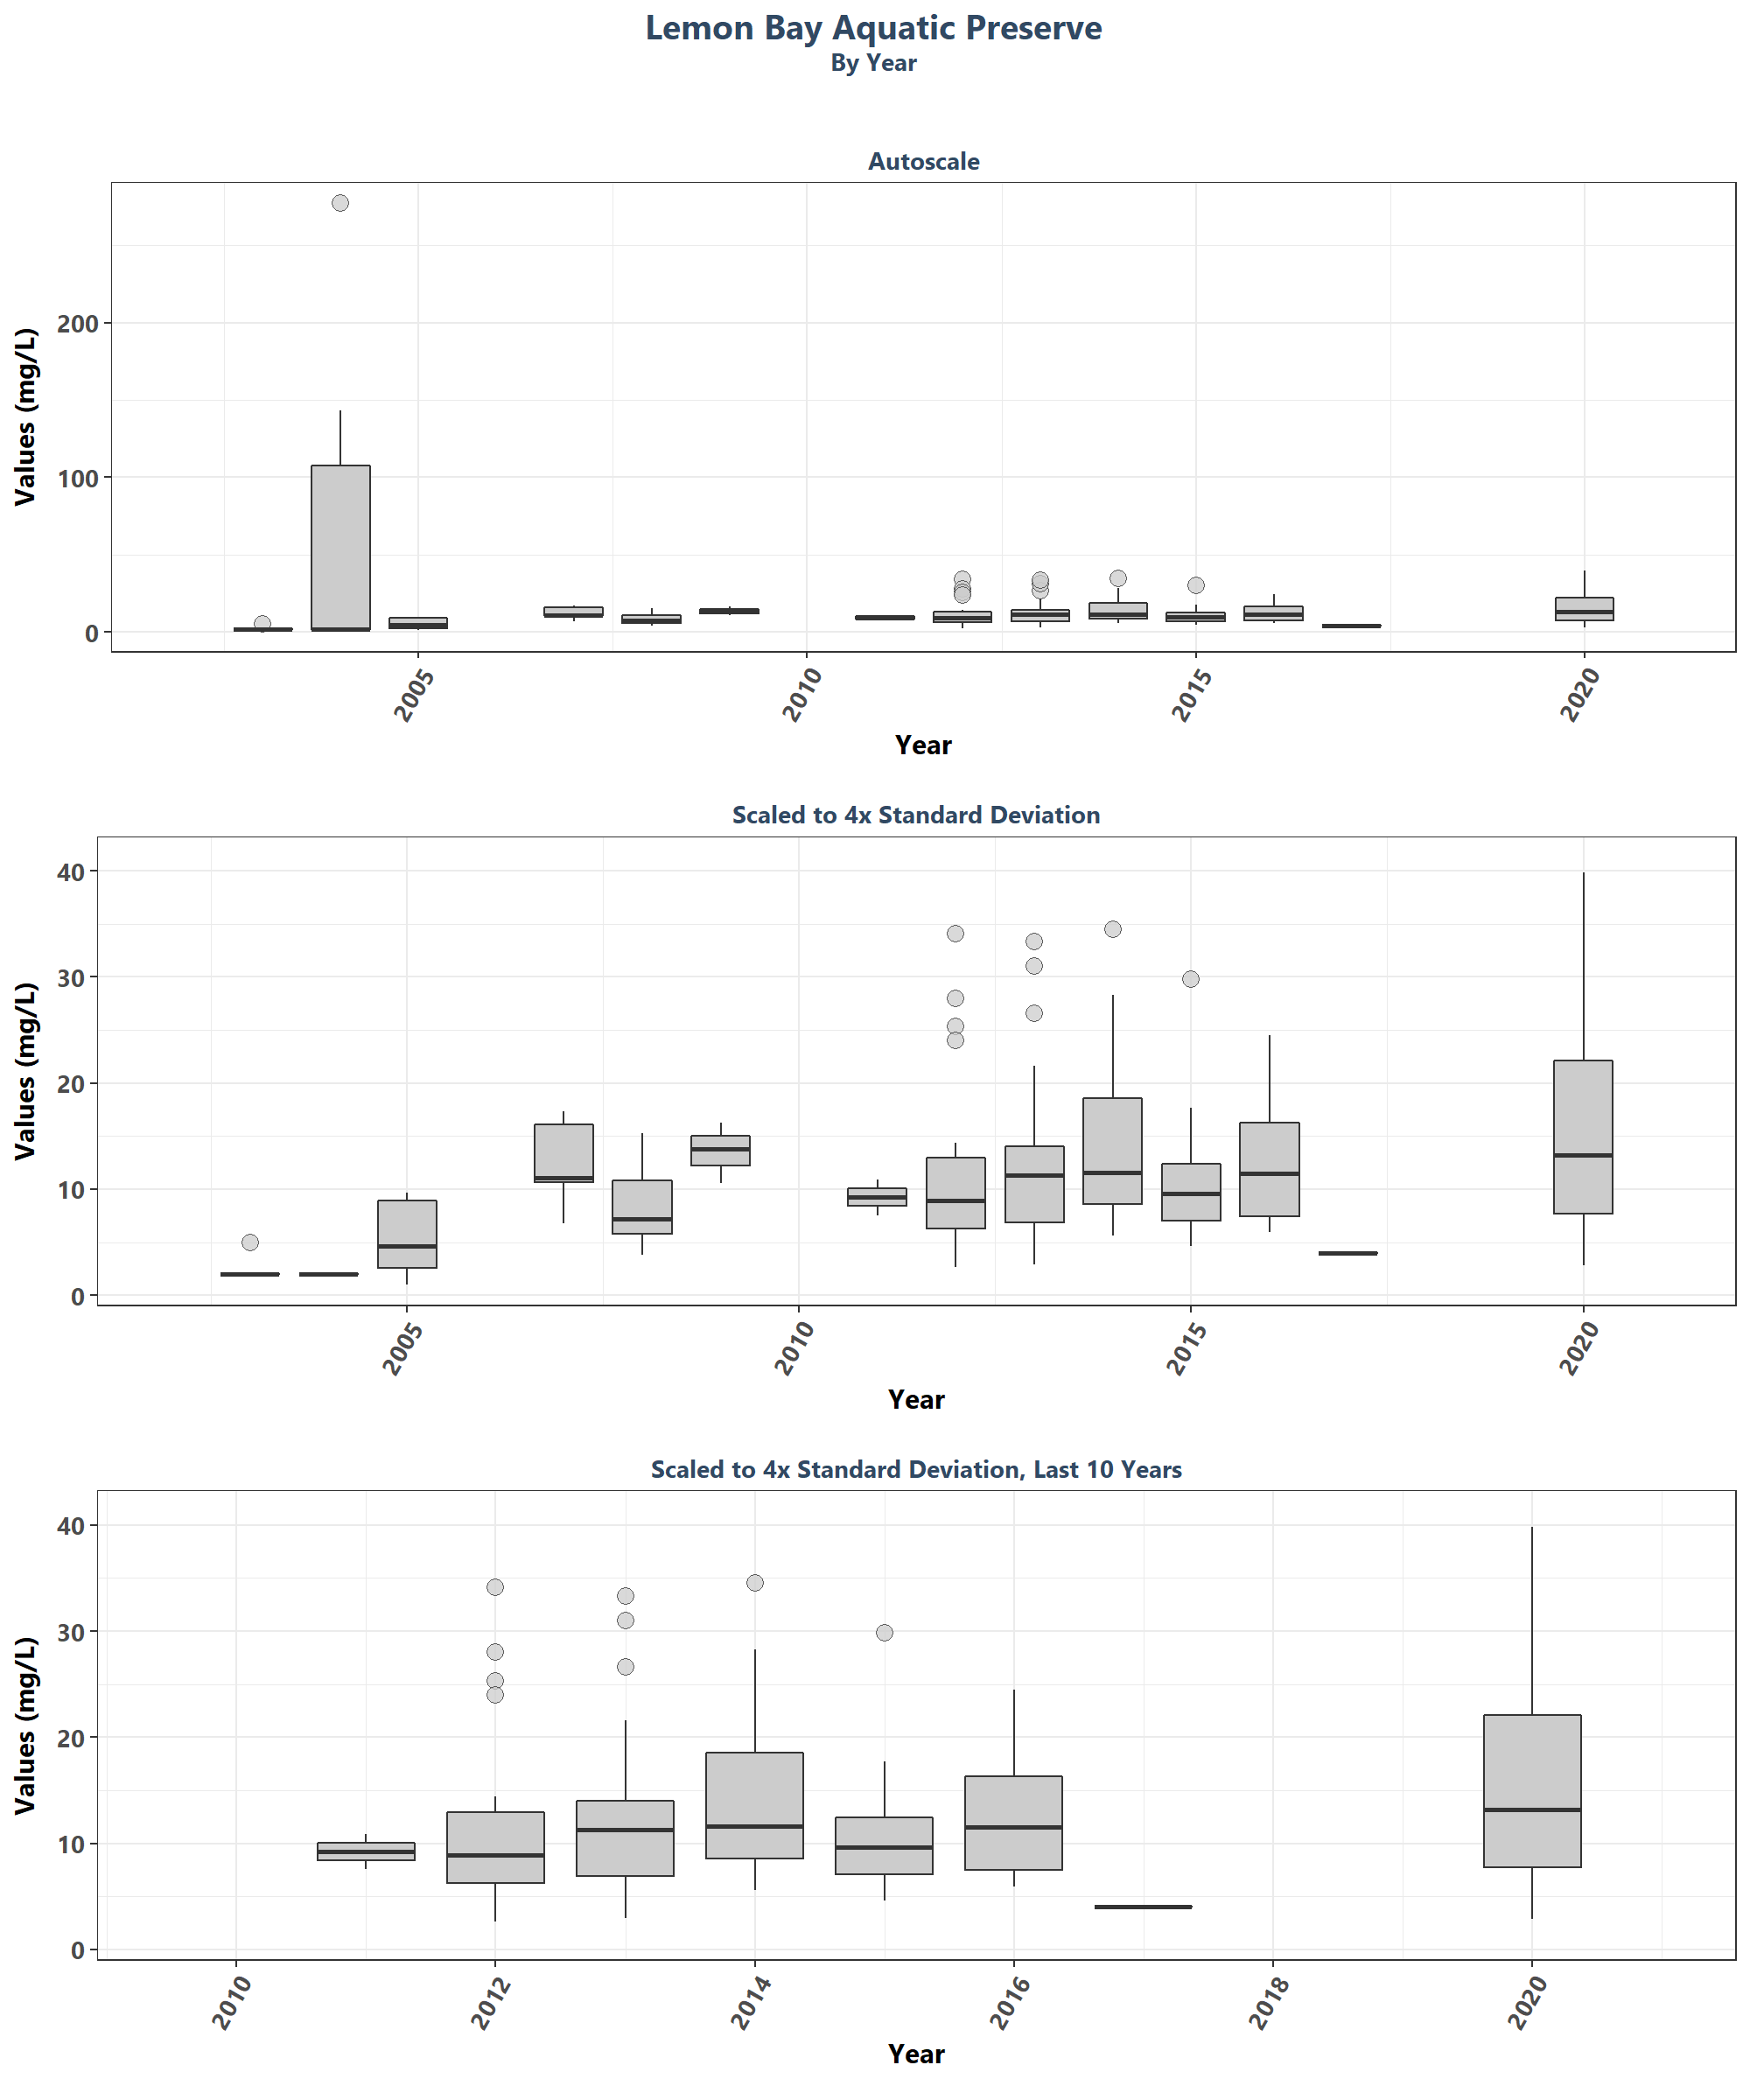 Lemon Bay Aquatic Preserve
By Year
Autoscale
Values (mg/L)
200
100
0
2005
2010
2015
2020
Year
Scaled to 4x Standard Deviation
Values (mg/L)
40
30
20
10
0
2005
2010
2015
2020
Year
Scaled to 4x Standard Deviation, Last 10 Years
Values (mg/L)
40
30
20
10
0
2010
2012
2014
2016
2018
2020
Year